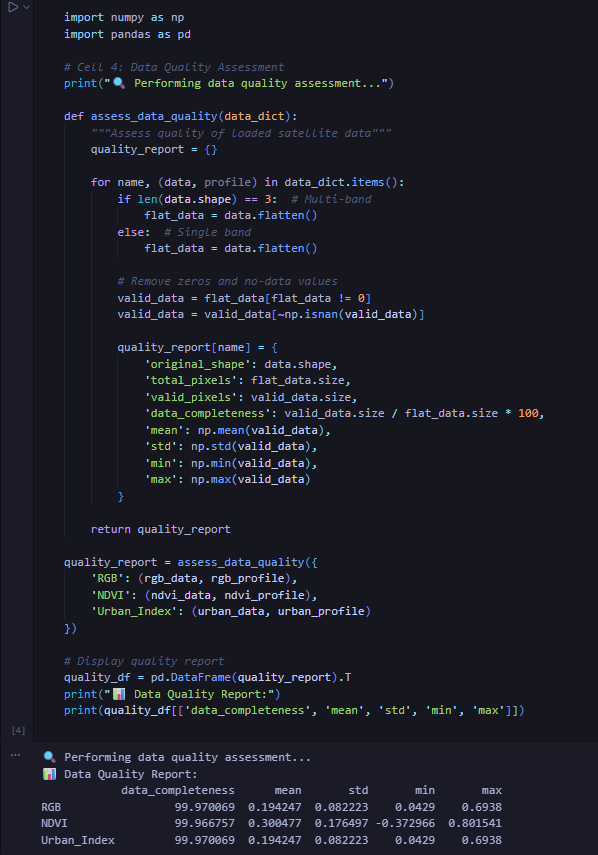 import numpy as np
import pandas as pd
# Cell 4: Data Quality Assessment
print("🔍 Performing data quality assessment...")
def assess_data_quality(data_dict):
"""Assess quality of loaded satellite data"""
quality_report = {}
for name, (data, profile) in data_dict.items():
if len(data.shape) == 3:  # Multi-band
flat_data = data.flatten()
else:  # Single band
flat_data = data.flatten()
# Remove zeros and no-data values
valid_data = flat_data[flat_data != 0]
valid_data = valid_data[~np.isnan(valid_data)]
quality_report[name] = {
'original_shape': data.shape,
'total_pixels': flat_data.size,
'valid_pixels': valid_data.size,
'data_completeness': valid_data.size / flat_data.size * 100,
'mean': np.mean(valid_data),
'std': np.std(valid_data),
'min': np.min(valid_data),
'max': np.max(valid_data)
}
return quality_report
quality_report = assess_data_quality({
'RGB': (rgb_data, rgb_profile),
'NDVI': (ndvi_data, ndvi_profile),
'Urban_Index': (urban_data, urban_profile)
})
# Display quality report
quality_df = pd.DataFrame(quality_report).T
print("📊 Data Quality Report:")
print(quality_df[['data_completeness', 'mean', 'std', 'min', 'max']])
[4]
... 🔍 Performing data quality assessment...
📊 Data Quality Report:
data_completeness mean std min max
RGB 99.970069 0.194247 0.082223 0.0429 0.6938
NDVI 99.966757 0.300477 0.176497 -0.372966 0.801541
Urban_Index 99.970069 0.194247 0.082223 0.0429 0.6938